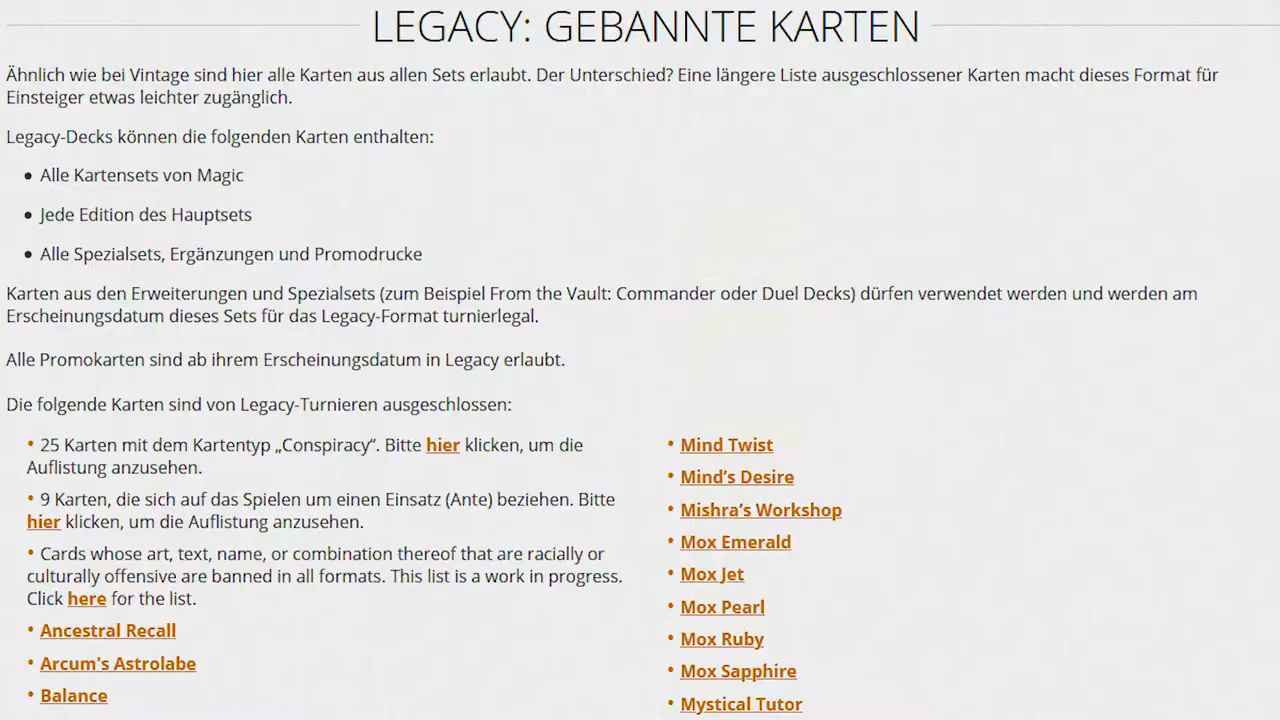 LEGACY: GEBANNTE KARTEN
Ähnlich wie bei Vintage sind hier alle Karten aus allen Sets erlaubt. Der Unterschied? Eine längere Liste ausgeschlossener Karten macht dieses Format für
Einsteiger etwas leichter zugänglich.
Legacy-Decks können die folgenden Karten enthalten:
• Alle Kartensets von Magic
• Jede Edition des Hauptsets
• Alle Spezialsets, Ergänzungen und Promodrucke
Karten aus den Erweiterungen und Spezialsets (zum Beispiel From the Vault: Commander oder Duel Decks) dürfen verwendet werden und werden am
Erscheinungsdatum dieses Sets für das Legacy-Format turnierlegal.
Alle Promokarten sind ab ihrem Erscheinungsdatum in Legacy erlaubt.
Die folgende Karten sind von Legacy-Turnieren ausgeschlossen:
• 25 Karten mit dem Kartentyp „Conspiracy“. Bitte hier klicken, um die
Auflistung anzusehen.
• 9 Karten, die sich auf das Spielen um einen Einsatz (Ante) beziehen. Bitte
hier klicken, um die Auflistung anzusehen.
• Cards whose art, text, name, or combination thereof that are racially or
culturally offensive are banned in all formats. This list is a work in progress.
Click here for the list.
• Ancestral Recall
• Arcum's Astrolabe
• Balance
• Mind Twist
• Mind’s Desire
• Mishra’s Workshop
• Mox Emerald
• Mox Jet
• Mox Pearl
• Mox Ruby
• Mox Sapphire
• Mystical Tutor